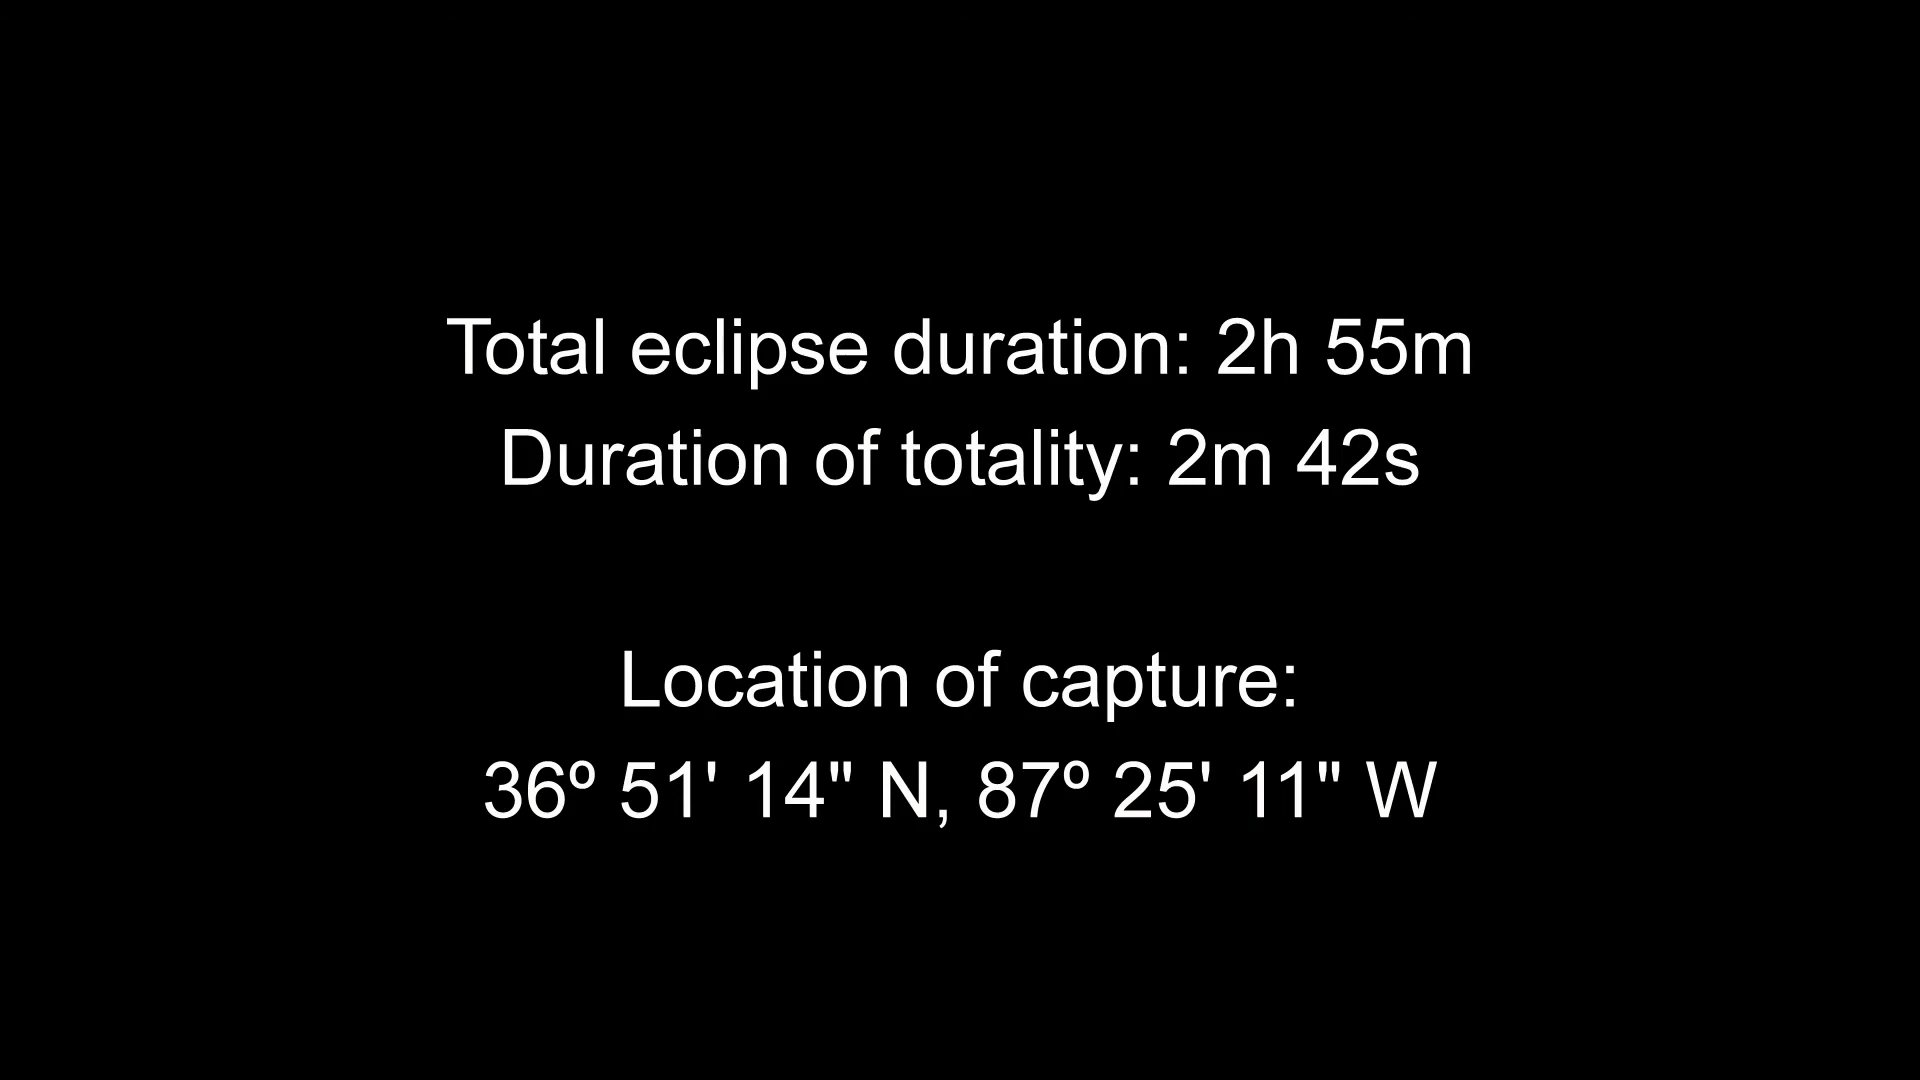 Total eclipse duration: 2h 55m
Duration of totality: 2m 42s
Location of capture:
36º 51' 14" N, 87º 25' 11" W